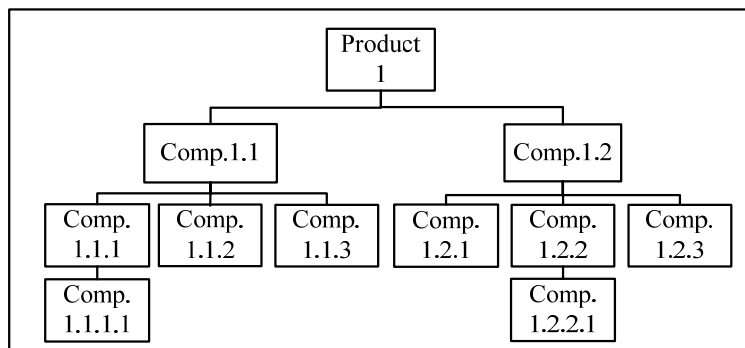 Product
1
Comp.1.1
Comp.1.2
Comp.
1.1.1
Comp.
1.1.2
Comp.
1.1.3
Comp.
1.2.1
Comp.
1.2.2
Comp.
1.2.3
Comp.
1.1.1.1
Comp.
1.2.2.1